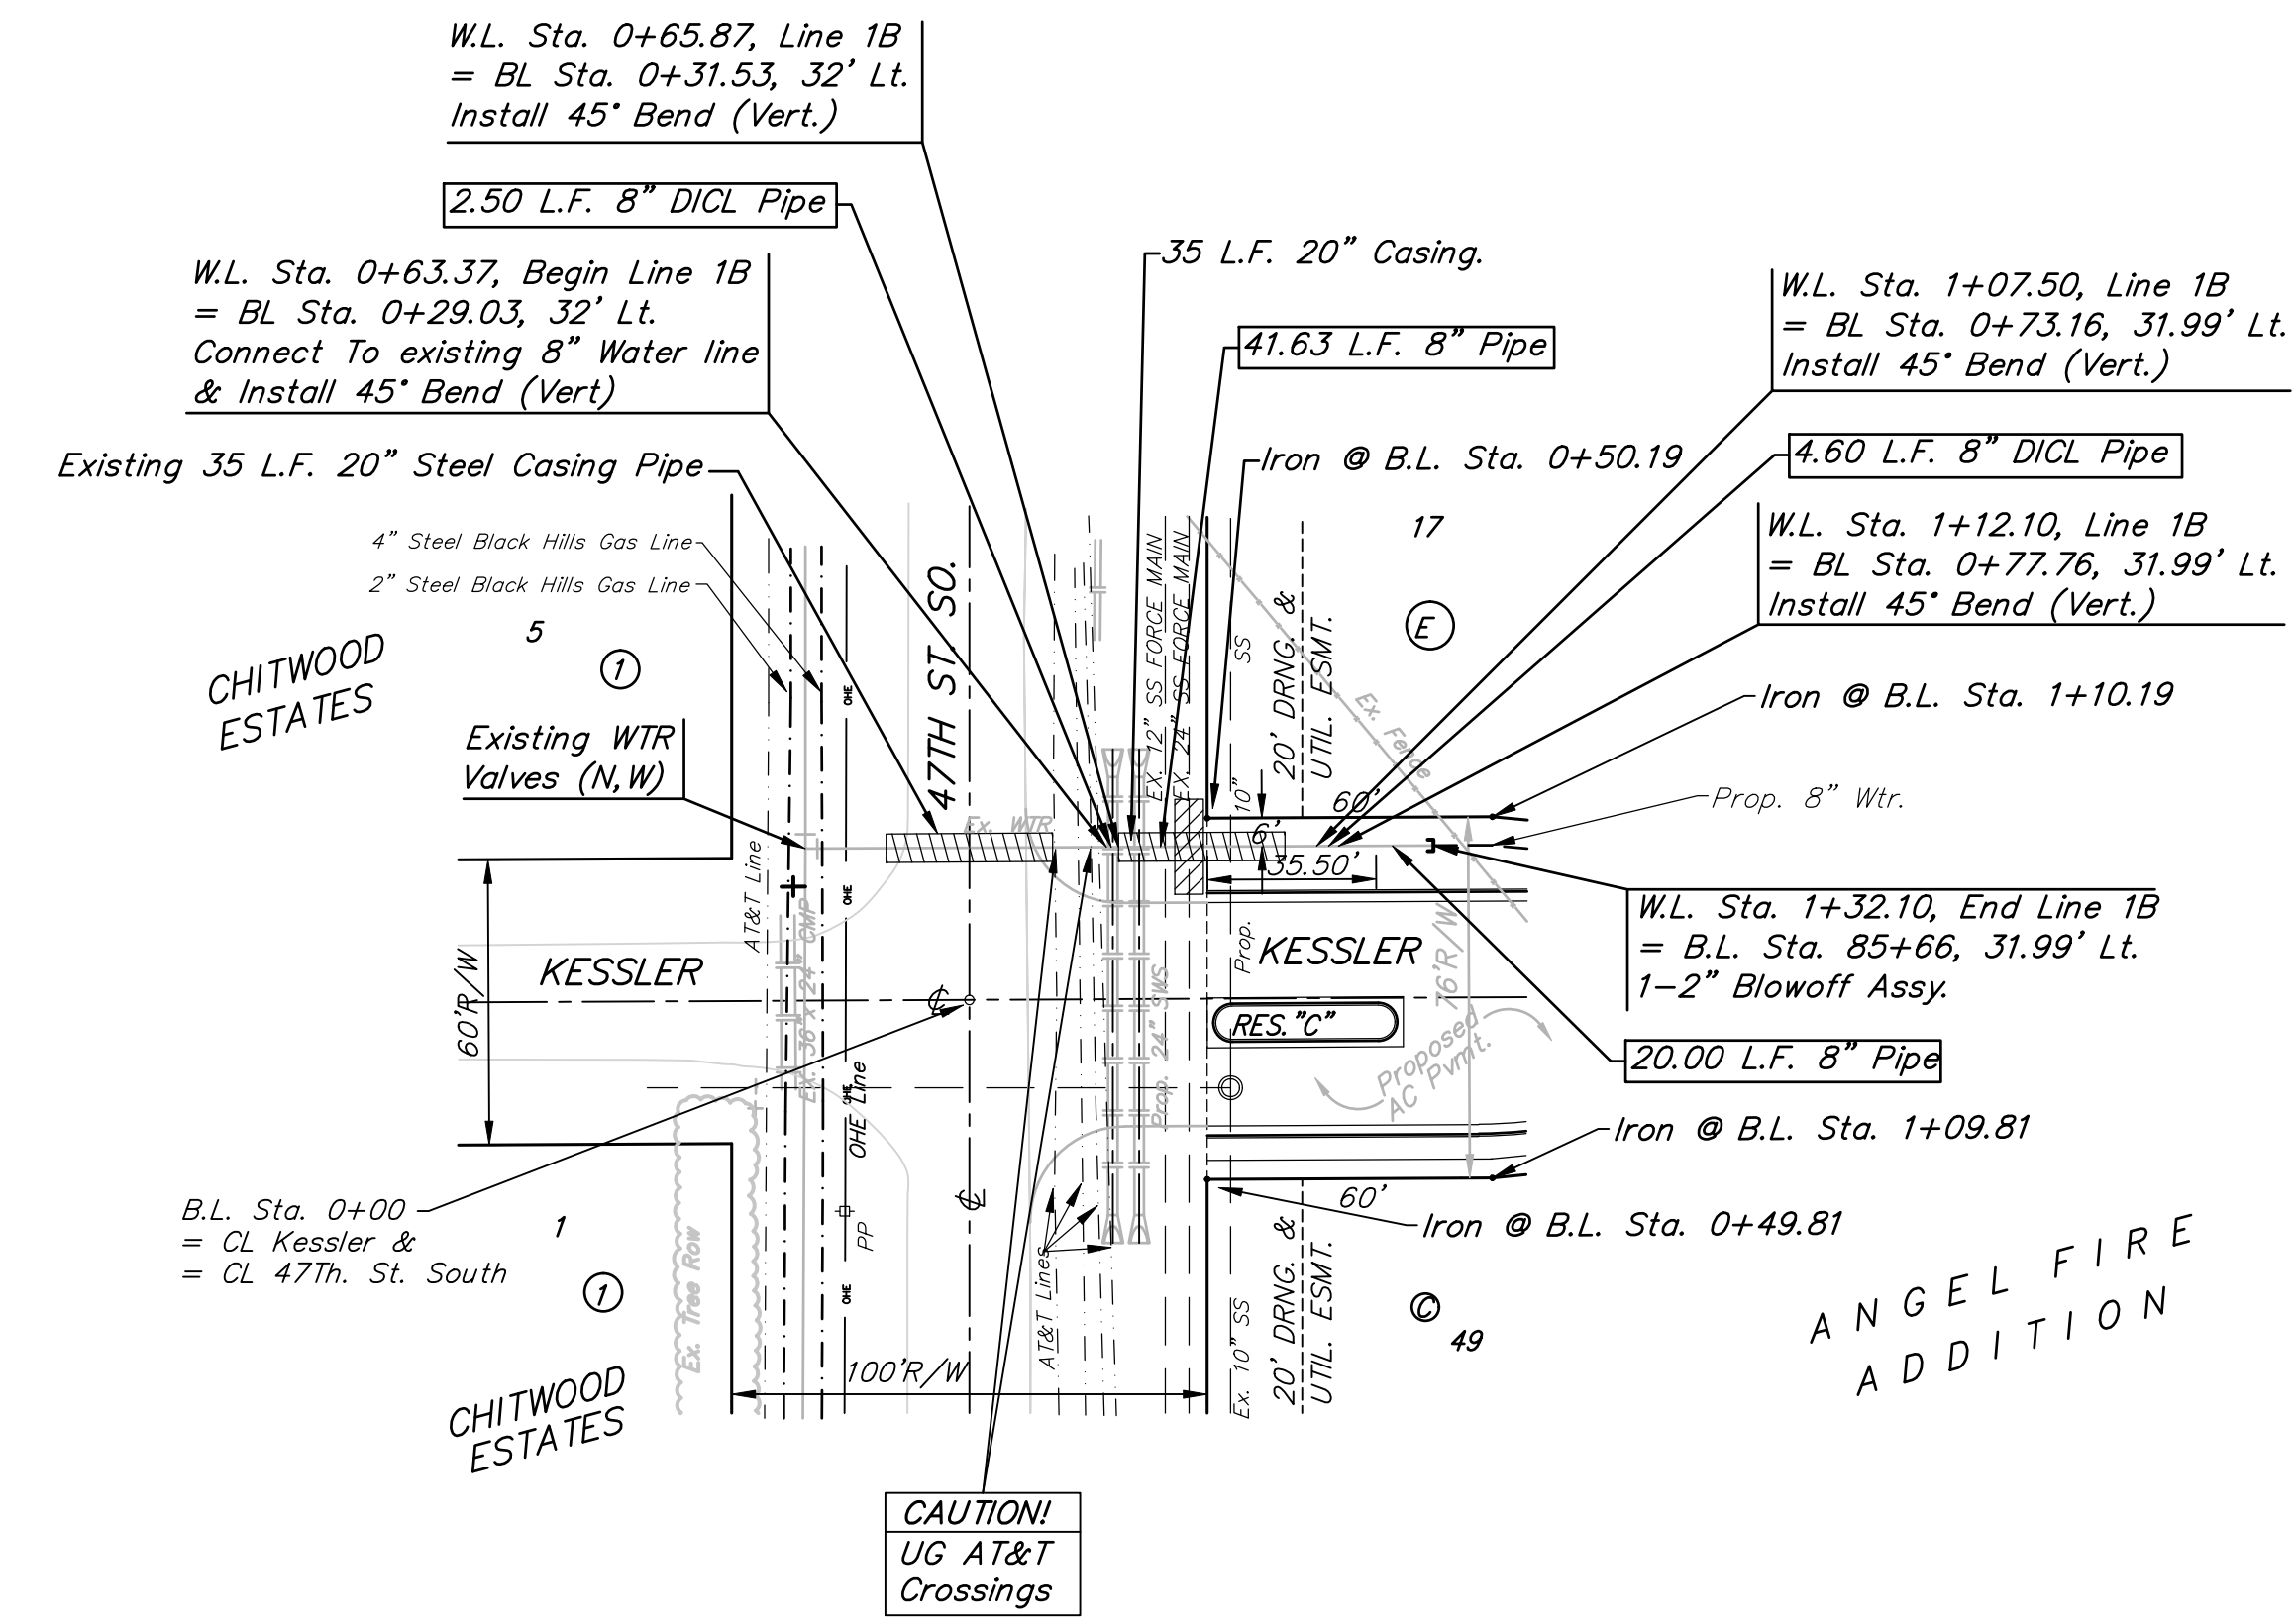 W.L. Sta. 0+65.87, Line 1B
= BL Sta. 0+31.53, 32' Lt.
Install 45° Bend (Vert.)
2.50 L.F. 8" DICL Pipe
W.L. Sta. 0+63.37, Begin Line 1B
= BL Sta. 0+29.03, 32' Lt.
Connect To existing 8" Water line
& Install 45° Bend (Vert)
35 L.F. 20" Casing.
41.63 L.F. 8" Pipe
W.L. Sta. 1+07.50, Line 1B
= BL Sta. 0+73.16, 31.99' Lt.
Install 45° Bend (Vert.)
Existing 35 L.F. 20" Steel Casing Pipe
Iron @ B.L. Sta. 0+50.19
4.60 L.F. 8" DICL Pipe
4" Steel Black Hills Gas Line
2" Steel Black Hills Gas Line
17
E
W.L. Sta. 1+12.10, Line 1B
= BL Sta. 0+77.76, 31.99' Lt.
Install 45° Bend (Vert.)
5
1
CHITWOOD
ESTATES
OHE
47TH ST. SO.
EX. 12" SS FORCE MAIN
EX. 24" SS FORCE MAIN
SS
10"
Prop.
20' DRNG. &
UTIL. ESMT.
Ex. Fence
Iron @ B.L. Sta. 1+10.19
Existing WTR
Valves (N,W)
Prop. 8" Wtr.
Ex. WTR
60'
6'
35.50'
AT&T Line
OHE
Ex. 36" x 24" CMP
W.L. Sta. 1+32.10, End Line 1B
= B.L. Sta. 85+66, 31.99' Lt.
1-2" Blowoff Assy.
KESSLER
KESSLER
60'R/W
76'R/W
℄
RES. "C"
Prop. 24" SWS
Proposed
AC Pvmt.
20.00 L.F. 8" Pipe
OHE
OHE Line
Iron @ B.L. Sta. 1+09.81
B.L. Sta. 0+00
= CL Kessler &
= CL 47Th. St. South
1
1
℄
60'
Iron @ B.L. Sta. 0+49.81
PP
OHE
Ex. Tree Row
AT&T Lines
Ex. 10" SS
20' DRNG. &
UTIL. ESMT.
C
49
ANGEL FIRE
ADDITION
100'R/W
CHITWOOD
ESTATES
CAUTION!
UG AT&T
Crossings